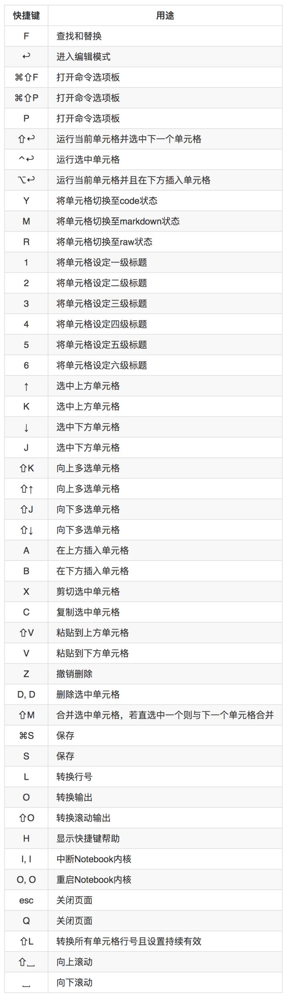 快捷键 用途
F 查找和替换
↩ 进入编辑模式
⌘⇧F 打开命令选项板
⌘⇧P 打开命令选项板
P 打开命令选项板
⇧↩ 运行当前单元格并选中下一个单元格
^↩ 运行选中单元格
⌥↩ 运行当前单元格并且在下方插入单元格
Y 将单元格切换至code状态
M 将单元格切换至markdown状态
R 将单元格切换至raw状态
1 将单元格设定一级标题
2 将单元格设定二级标题
3 将单元格设定三级标题
4 将单元格设定四级标题
5 将单元格设定五级标题
6 将单元格设定六级标题
↑ 选中上方单元格
K 选中上方单元格
↓ 选中下方单元格
J 选中下方单元格
⇧K 向上多选单元格
⇧↑ 向上多选单元格
⇧J 向下多选单元格
⇧↓ 向下多选单元格
A 在上方插入单元格
B 在下方插入单元格
X 剪切选中单元格
C 复制选中单元格
⇧V 粘贴到上方单元格
V 粘贴到下方单元格
Z 撤销删除
D, D 删除选中单元格
⇧M 合并选中单元格，若直选中一个则与下一个单元格合并
⌘S 保存
S 保存
L 转换行号
O 转换输出
⇧O 转换滚动输出
H 显示快捷键帮助
I, I 中断Notebook内核
O, O 重启Notebook内核
esc 关闭页面
Q 关闭页面
⇧L 转换所有单元格行号且设置持续有效
⇧⎵ 向上滚动
⎵ 向下滚动